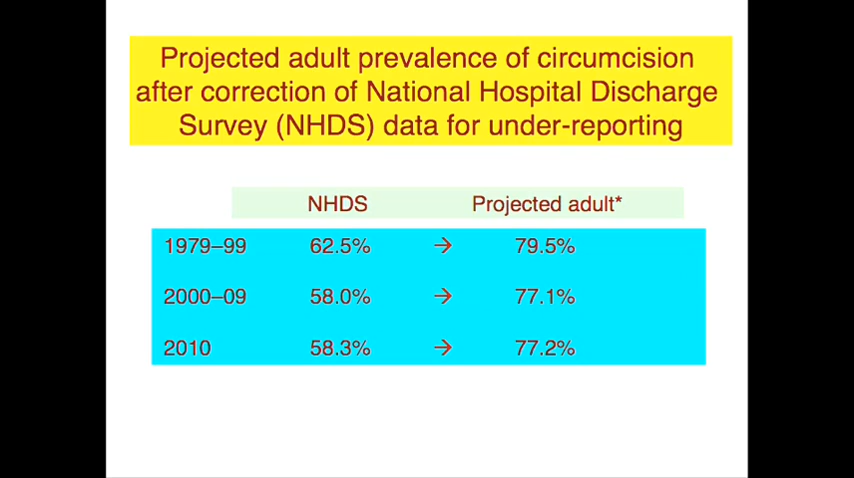 Projected adult prevalence of circumcision
after correction of National Hospital Discharge
Survey (NHDS) data for under-reporting
NHDS Projected adult*
1979–99 62.5% → 79.5%
2000–09 58.0% → 77.1%
2010 58.3% → 77.2%